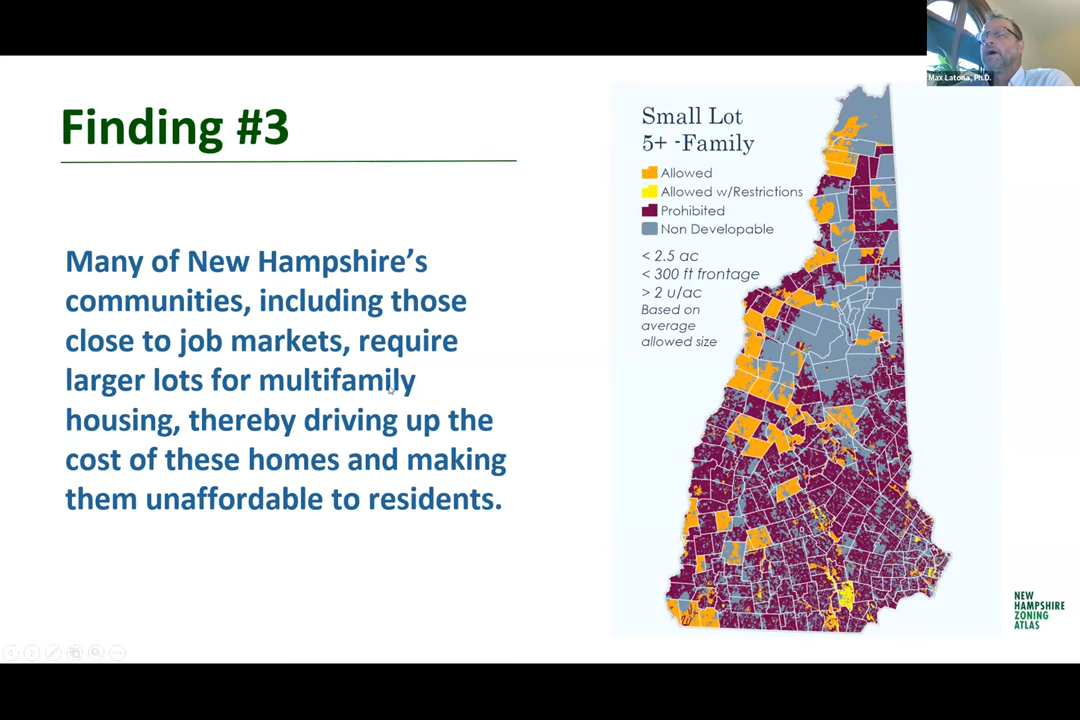 Max Latona, Ph.D.
Finding #3
Many of New Hampshire's
communities, including those
close to job markets, require
larger lots for multifamily
housing, thereby driving up the
cost of these homes and making
them unaffordable to residents.
Small Lot
5+ -Family
Allowed
Allowed w/Restrictions
Prohibited
Non Developable
< 2.5 ac
< 300 ft frontage
> 2 u/ac
Based on
average
allowed size
NEW
HAMPSHIRE
ZONING
ATLAS